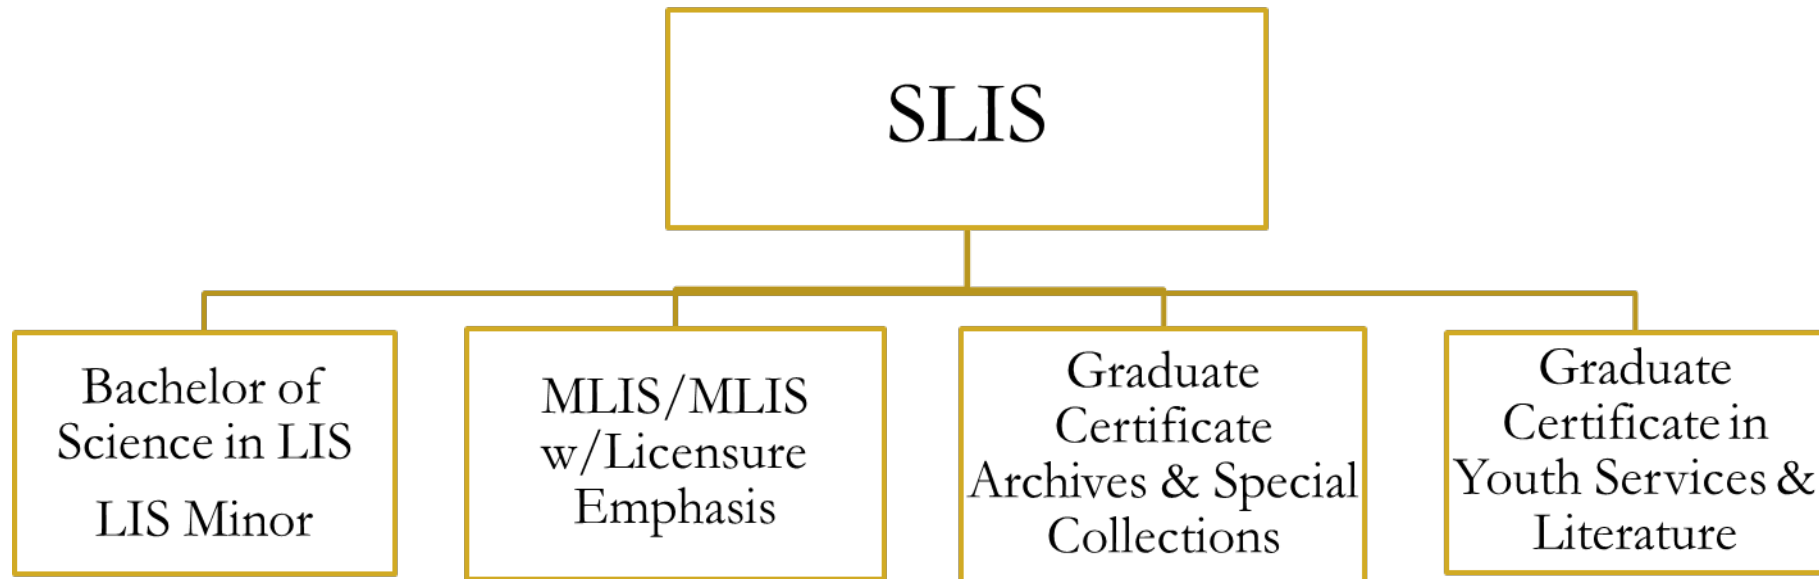 SLIS
Bachelor of
Science in LIS
LIS Minor
MLIS/MLIS
w/Licensure
Emphasis
Graduate
Certificate
Archives & Special
Collections
Graduate
Certificate in
Youth Services &
Literature